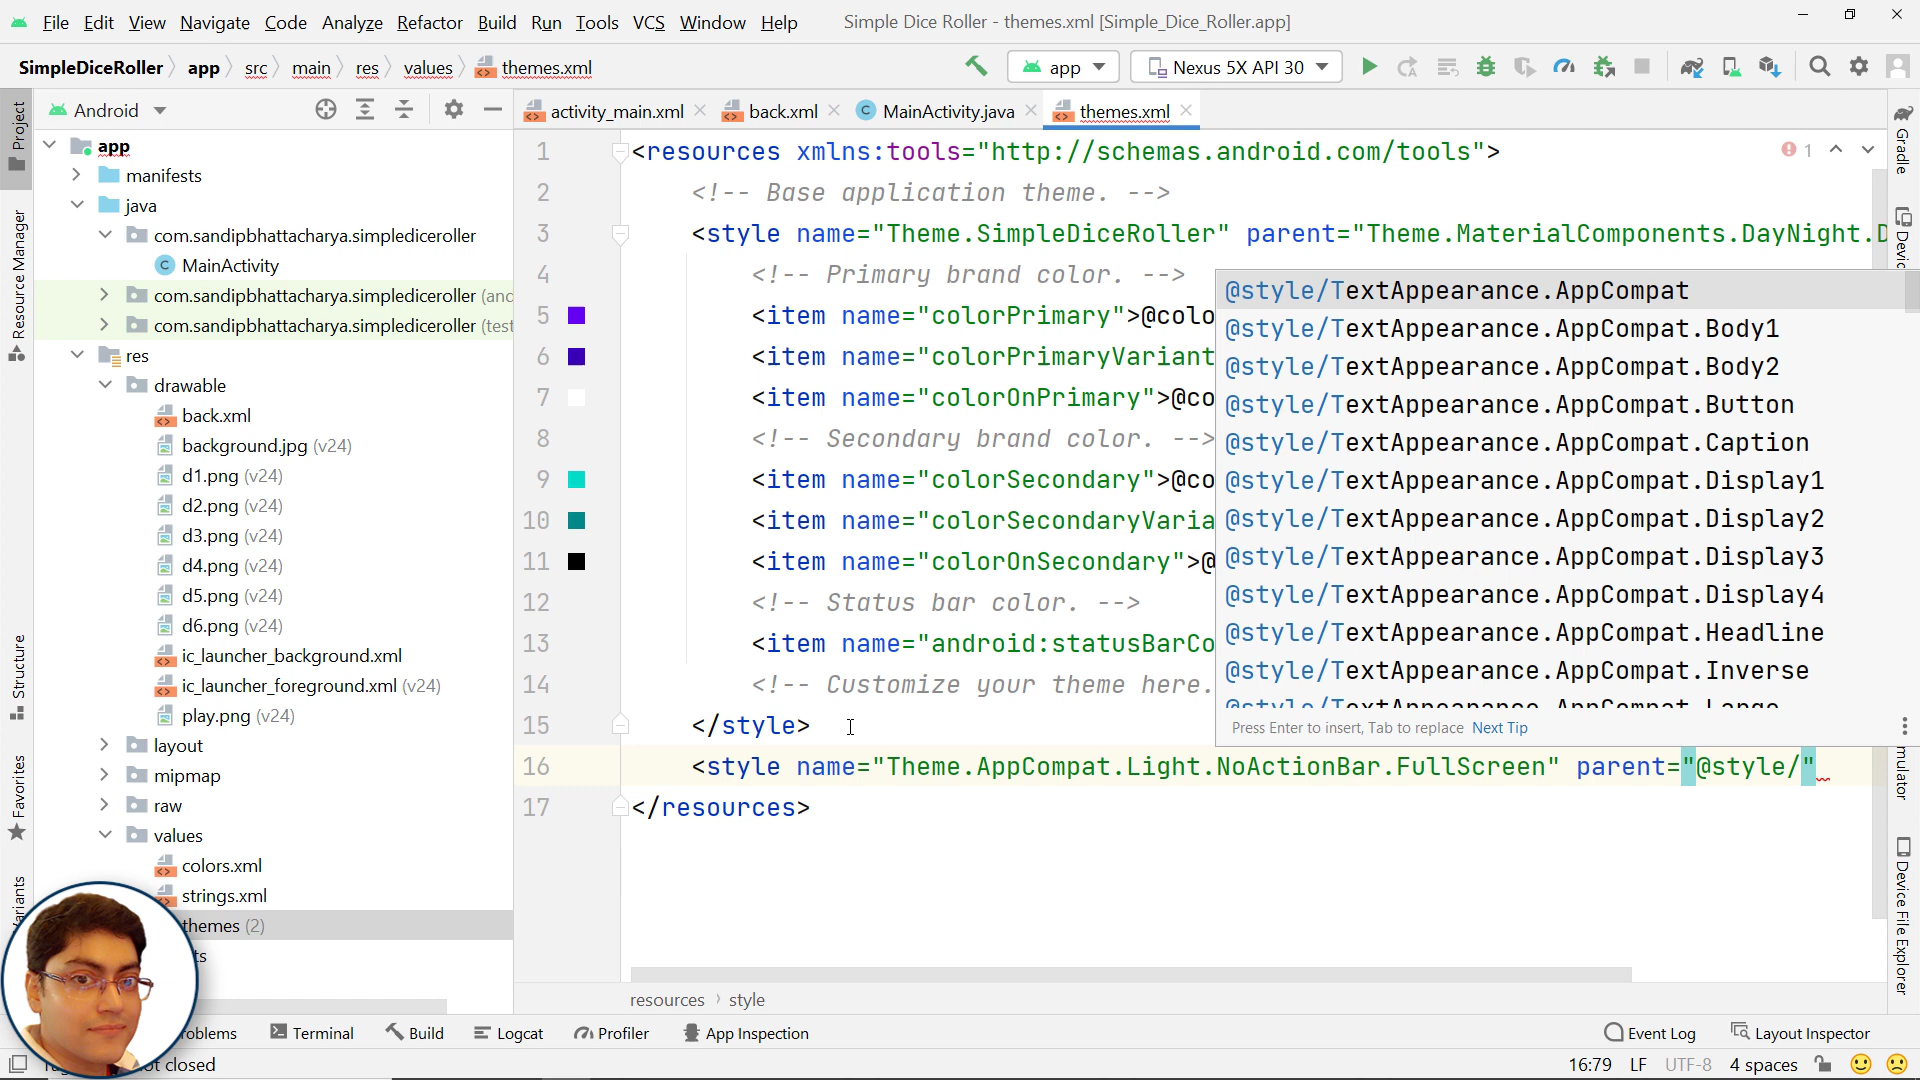 File Edit View Navigate Code Analyze Refactor Build Run Tools VCS Window Help Simple Dice Roller - themes.xml [Simple_Dice_Roller.app]
SimpleDiceRoller app src main res values themes.xml app Nexus 5X API 30
Android activity_main.xml back.xml MainActivity.java themes.xml
Project
Resource Manager
Structure
Favorites
app
manifests
java
com.sandipbhattacharya.simplediceroller
MainActivity
com.sandipbhattacharya.simplediceroller (and
com.sandipbhattacharya.simplediceroller (test
res
drawable
back.xml
background.jpg (v24)
d1.png (v24)
d2.png (v24)
d3.png (v24)
d4.png (v24)
d5.png (v24)
d6.png (v24)
ic_launcher_background.xml
ic_launcher_foreground.xml (v24)
play.png (v24)
layout
mipmap
raw
values
colors.xml
strings.xml
themes (2)
1 <resources xmlns:tools="http://schemas.android.com/tools"> 1
2 <!-- Base application theme. -->
3 <style name="Theme.SimpleDiceRoller" parent="Theme.MaterialComponents.DayNight.D
4 <!-- Primary brand color. -->
5 <item name="colorPrimary">@colo
6 <item name="colorPrimaryVariant
7 <item name="colorOnPrimary">@co
8 <!-- Secondary brand color. -->
9 <item name="colorSecondary">@co
10 <item name="colorSecondaryVaria
11 <item name="colorOnSecondary">@
12 <!-- Status bar color. -->
13 <item name="android:statusBarCo
14 <!-- Customize your theme here.
15 </style>
16 <style name="Theme.AppCompat.Light.NoActionBar.FullScreen" parent="@style/"
17 </resources>
@style/TextAppearance.AppCompat
@style/TextAppearance.AppCompat.Body1
@style/TextAppearance.AppCompat.Body2
@style/TextAppearance.AppCompat.Button
@style/TextAppearance.AppCompat.Caption
@style/TextAppearance.AppCompat.Display1
@style/TextAppearance.AppCompat.Display2
@style/TextAppearance.AppCompat.Display3
@style/TextAppearance.AppCompat.Display4
@style/TextAppearance.AppCompat.Headline
@style/TextAppearance.AppCompat.Inverse
@style/TextAppearance.AppCompat.Large
Press Enter to insert, Tab to replace Next Tip
Gradle
Device File Explorer
resources style
Terminal Build Logcat Profiler App Inspection Event Log Layout Inspector
t closed 16:79 LF UTF-8 4 spaces